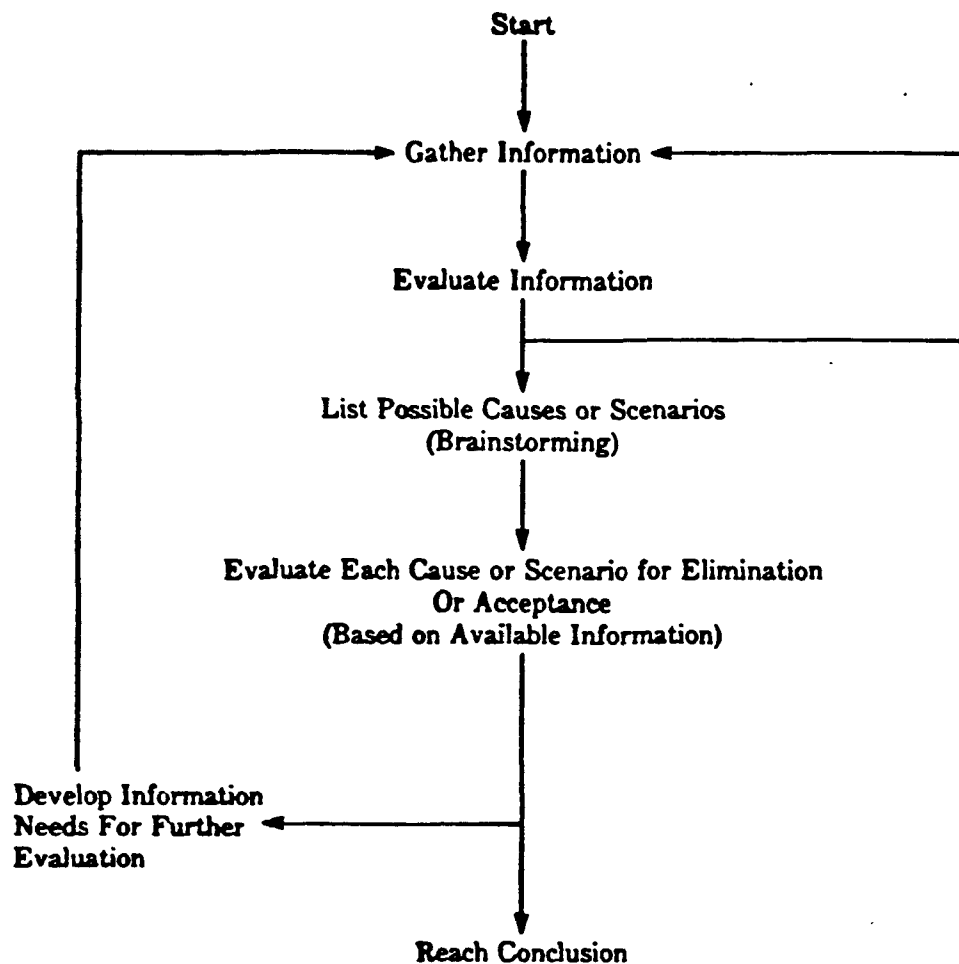 Start
Gather Information
Evaluate Information
List Possible Causes or Scenarios
(Brainstorming)
Evaluate Each Cause or Scenario for Elimination
Or Acceptance
(Based on Available Information)
Develop Information
Needs For Further
Evaluation
Reach Conclusion